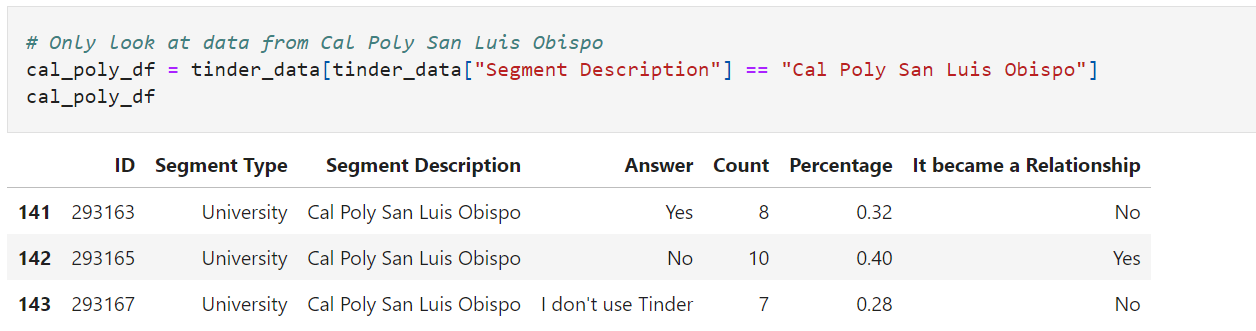 # Only look at data from Cal Poly San Luis Obispo
cal_poly_df = tinder_data[tinder_data["Segment Description"] == "Cal Poly San Luis Obispo"]
cal_poly_df
ID Segment Type Segment Description Answer Count Percentage It became a Relationship
141 293163 University Cal Poly San Luis Obispo Yes 8 0.32 No
142 293165 University Cal Poly San Luis Obispo No 10 0.40 Yes
143 293167 University Cal Poly San Luis Obispo I don't use Tinder 7 0.28 No